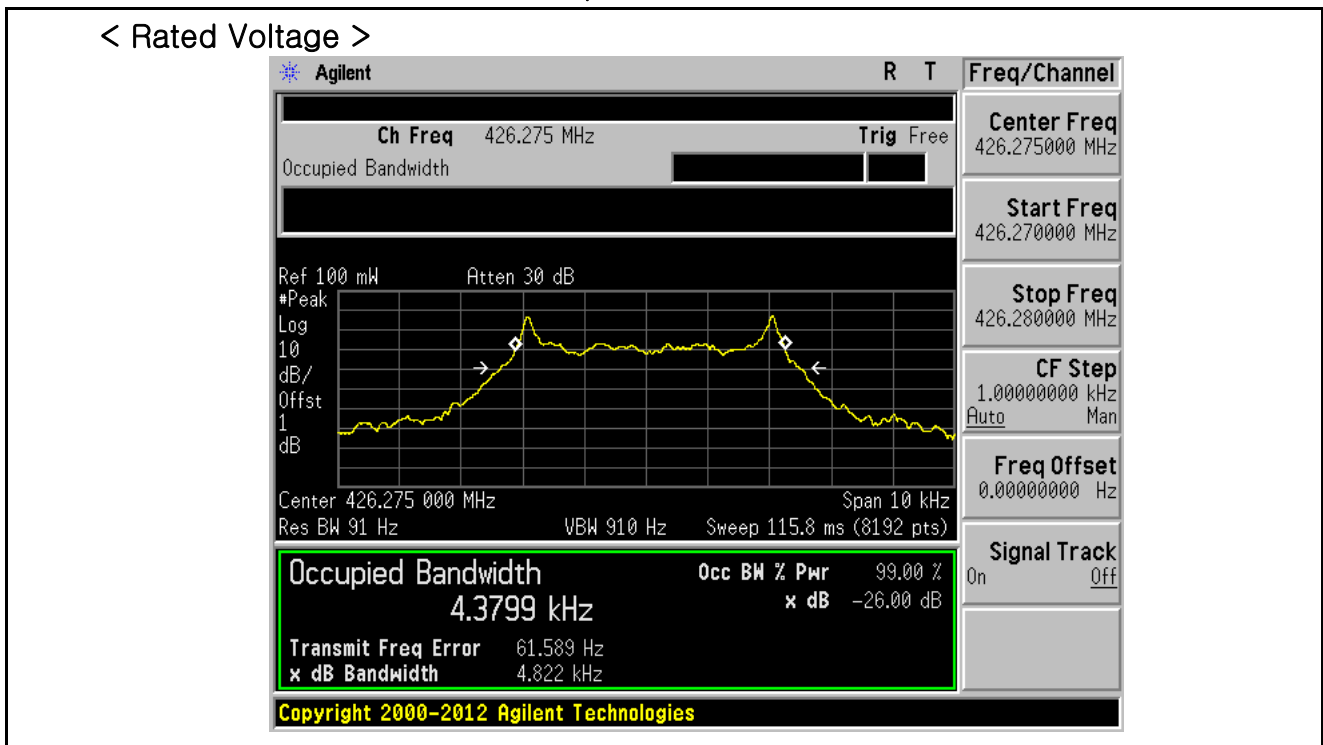 < Rated Voltage >
Agilent R T
Ch Freq 426.275 MHz Trig Free
Occupied Bandwidth
Ref 100 mW Atten 30 dB
#Peak
Log
10
dB/
Offst
1
dB
Center 426.275 000 MHz Span 10 kHz
Res BW 91 Hz VBW 910 Hz Sweep 115.8 ms (8192 pts)
Occupied Bandwidth
4.3799 kHz
Occ BW % Pwr 99.00 %
x dB -26.00 dB
Transmit Freq Error 61.589 Hz
x dB Bandwidth 4.822 kHz
Copyright 2000-2012 Agilent Technologies
Freq/Channel
Center Freq
426.275000 MHz
Start Freq
426.270000 MHz
Stop Freq
426.280000 MHz
CF Step
1.00000000 kHz
Auto Man
Freq Offset
0.00000000 Hz
Signal Track
On Off